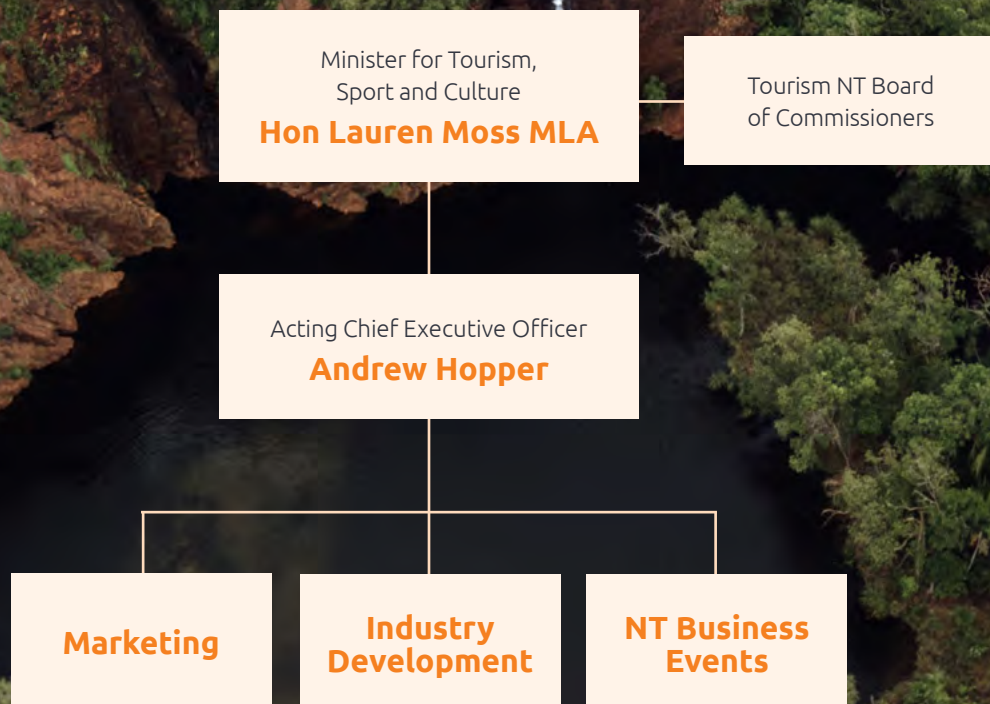 Minister for Tourism,
Sport and Culture
Hon Lauren Moss MLA
Tourism NT Board
of Commissioners
Acting Chief Executive Officer
Andrew Hopper
Marketing
Industry
Development
NT Business
Events